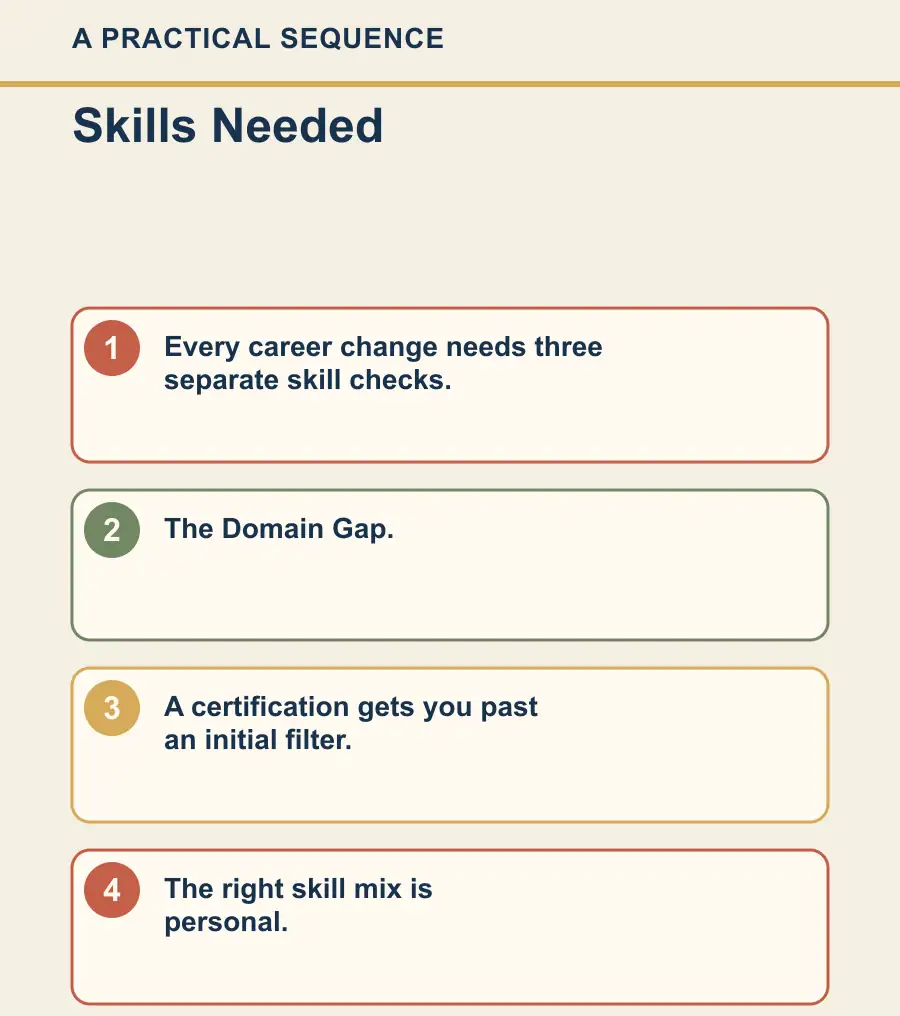 A PRACTICAL SEQUENCE
Skills Needed
1
Every career change needs three
separate skill checks.
2
The Domain Gap.
3
A certification gets you past
an initial filter.
4
The right skill mix is
personal.